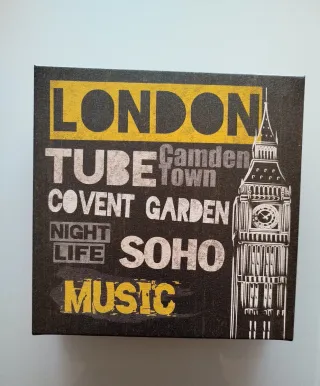 LONDON
TUBE
Camden
Town
COVENT GARDEN
NIGHT
LIFE
SOHO
MUSIC